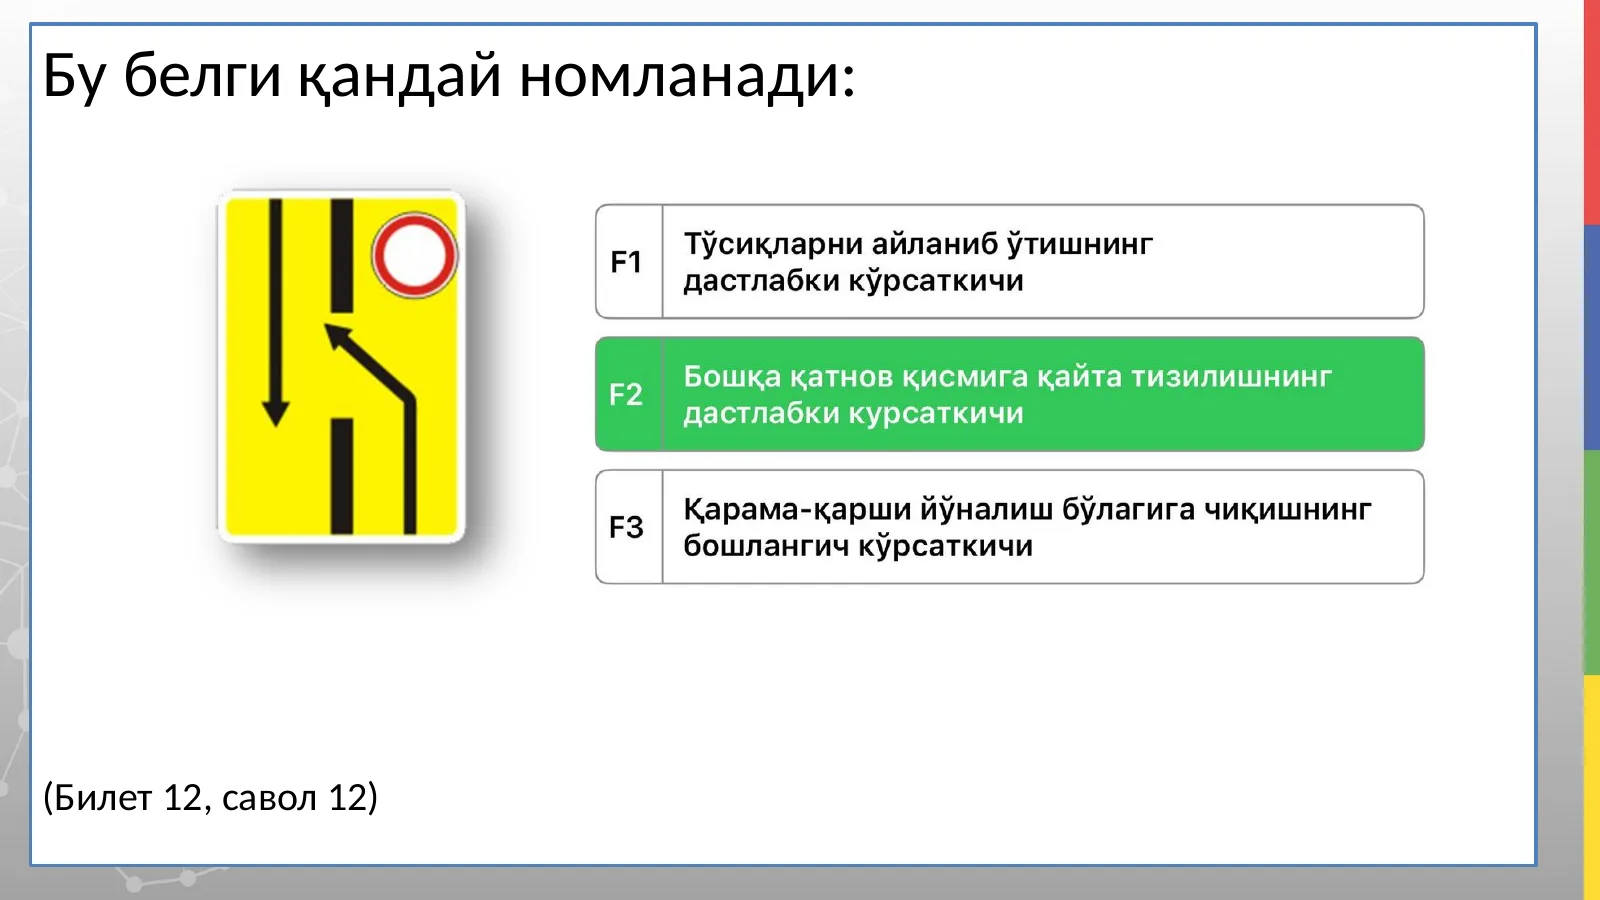 Бу белги қандай номланади:
F1
Тўсиқларни айланиб ўтишнинг
дастлабки кўрсаткичи
F2
Бошқа қатнов қисмига қайта тизилишнинг
дастлабки курсаткичи
F3
Қарама-қарши йўналиш бўлагига чиқишнинг
бошлангич кўрсаткичи
(Билет 12, савол 12)